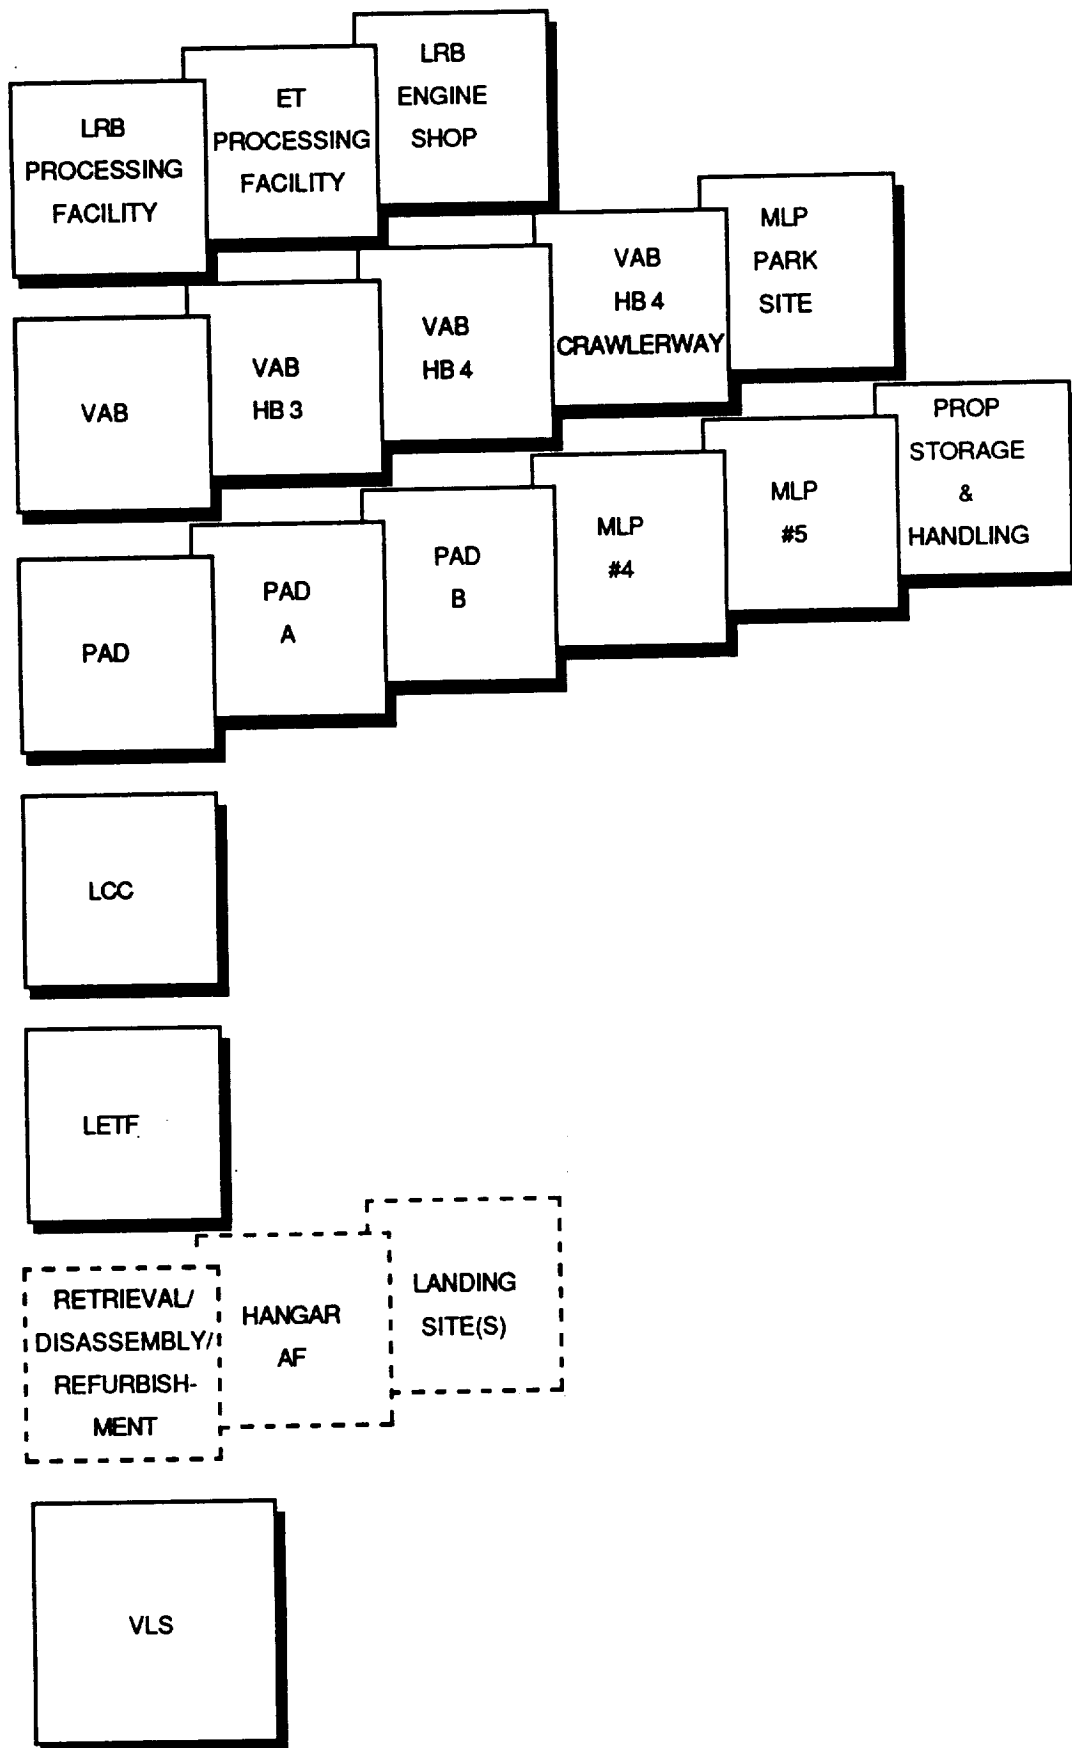 LRB
PROCESSING
FACILITY
ET
PROCESSING
FACILITY
LRB
ENGINE
SHOP
VAB
VAB
HB 3
VAB
HB 4
VAB
HB 4
CRAWLERWAY
MLP
PARK
SITE
PAD
PAD
A
PAD
B
MLP
#4
MLP
#5
PROP
STORAGE
&
HANDLING
LCC
LETF
RETRIEVAL/
DISASSEMBLY/
REFURBISH-
MENT
HANGAR
AF
LANDING
SITE(S)
VLS